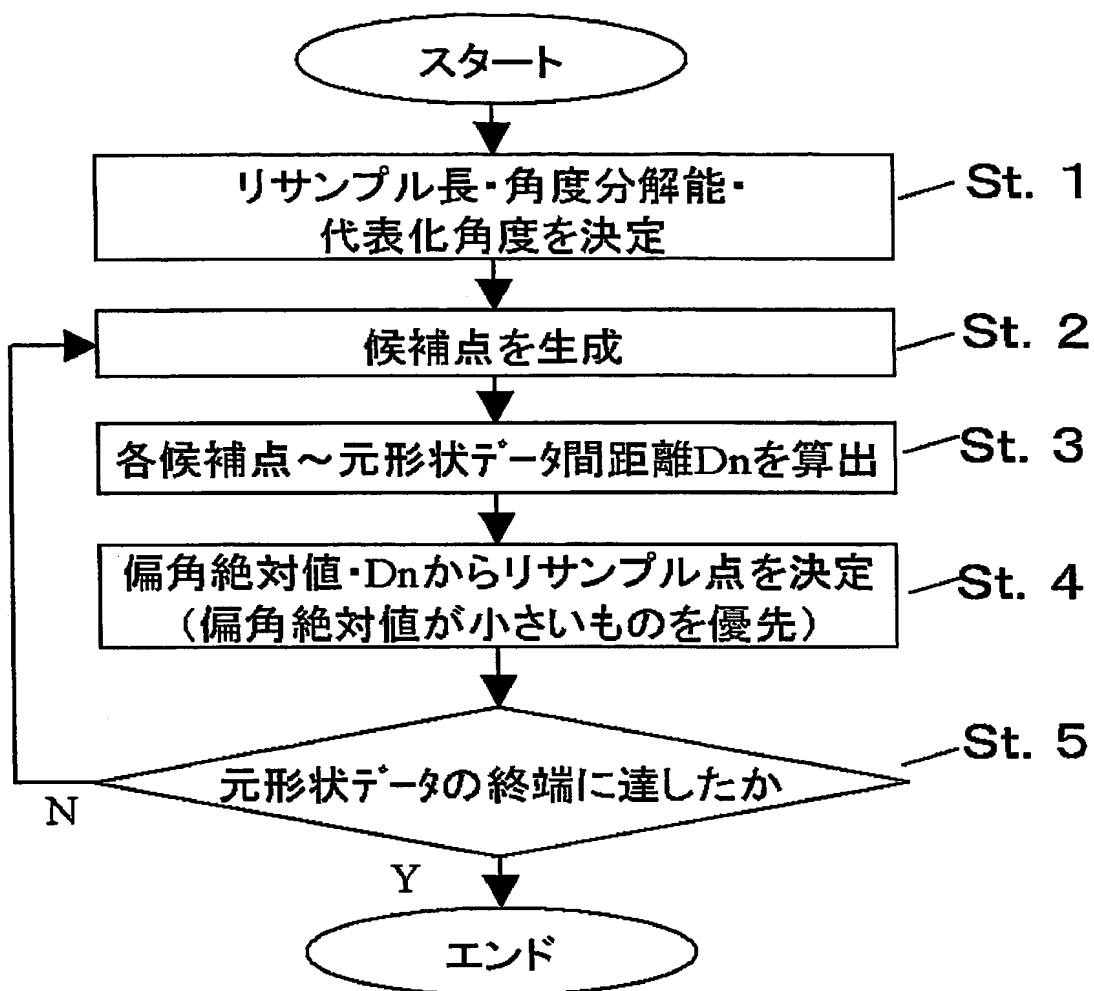 スタート
リサンプル長・角度分解能・
代表化角度を決定
St. 1
候補点を生成
St. 2
各候補点～元形状ﾃﾞｰﾀ間距離Dnを算出
St. 3
偏角絶対値・Dnからリサンプル点を決定
（偏角絶対値が小さいものを優先）
St. 4
元形状ﾃﾞｰﾀの終端に達したか
St. 5
N
Y
エンド